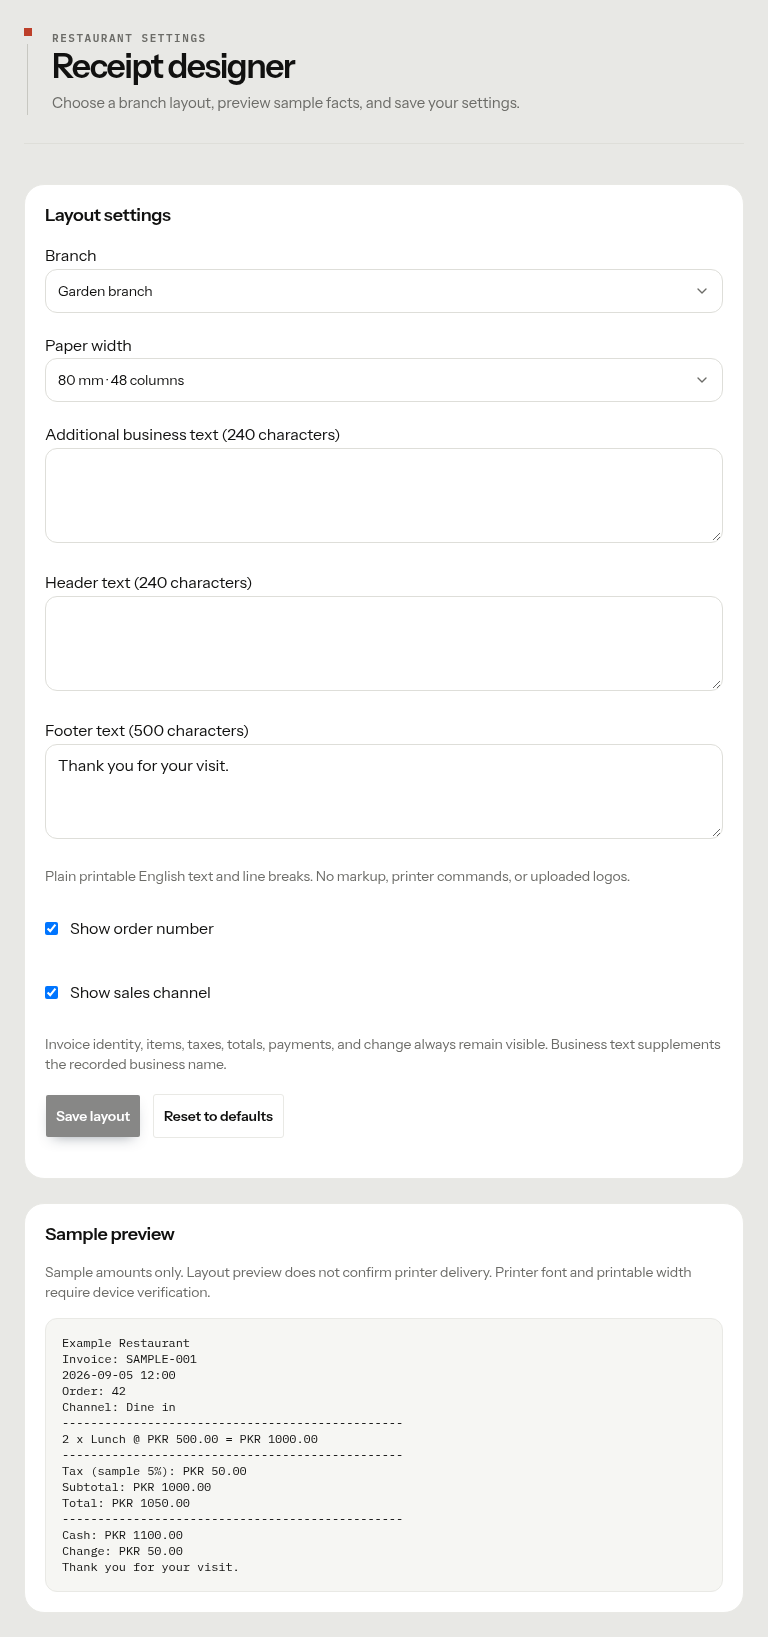 RESTAURANT SETTINGS
Receipt designer
Choose a branch layout, preview sample facts, and save your settings.
Layout settings
Branch
Garden branch
Paper width
80 mm · 48 columns
Additional business text (240 characters)
Header text (240 characters)
Footer text (500 characters)
Thank you for your visit.
Plain printable English text and line breaks. No markup, printer commands, or uploaded logos.
Show order number
Show sales channel
Invoice identity, items, taxes, totals, payments, and change always remain visible. Business text supplements
the recorded business name.
Save layout
Reset to defaults
Sample preview
Sample amounts only. Layout preview does not confirm printer delivery. Printer font and printable width
require device verification.
Example Restaurant
Invoice: SAMPLE-001
2026-09-05 12:00
Order: 42
Channel: Dine in
------------------------------------------------
2 x Lunch @ PKR 500.00 = PKR 1000.00
------------------------------------------------
Tax (sample 5%): PKR 50.00
Subtotal: PKR 1000.00
Total: PKR 1050.00
------------------------------------------------
Cash: PKR 1100.00
Change: PKR 50.00
Thank you for your visit.